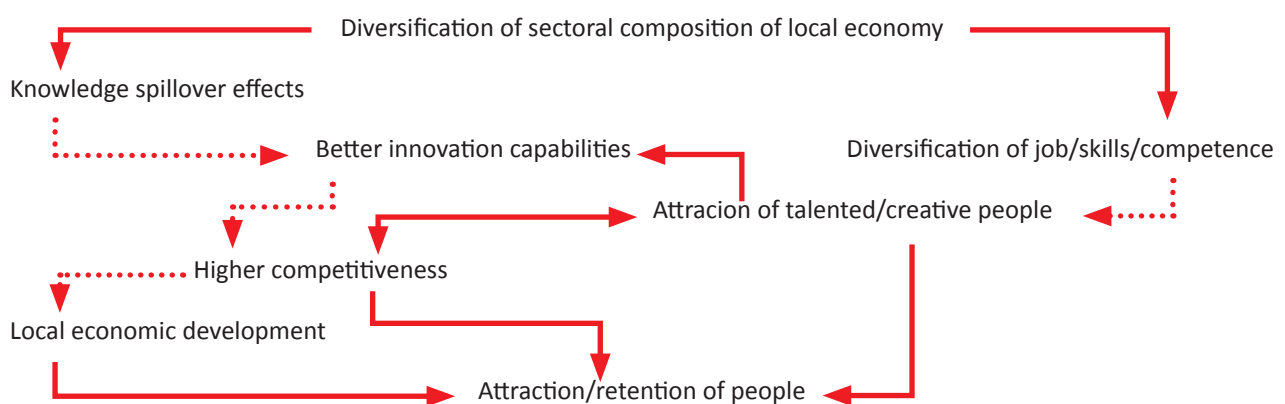 Diversification of sectoral composition of local economy
Knowledge spillover effects
Better innovation capabilities
Diversification of job/skills/competence
Attracion of talented/creative people
Higher competitiveness
Local economic development
Attraction/retention of people